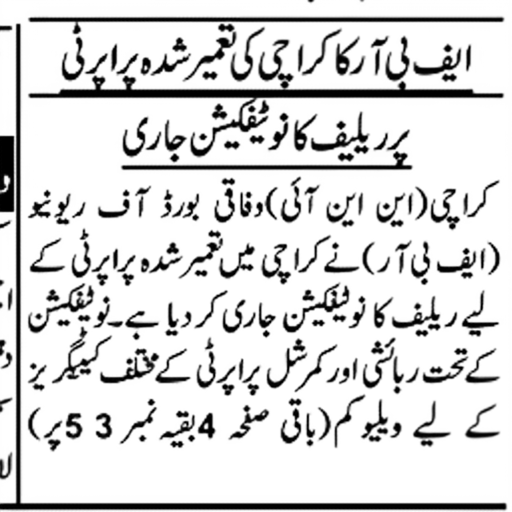 ایف بی آر کا کراچی کی تعمیر شدہ پراپرٹی
پر ریلیف کا نوٹیفکیشن جاری
کراچی (این این آئی) وفاقی بورڈ آف ریونیو
(ایف بی آر) نے کراچی میں تعمیر شدہ پراپرٹی کے
لیے ریلیف کا نوٹیفکیشن جاری کر دیا ہے۔ نوٹیفکیشن
کے تحت رہائشی اور کمرشل پراپرٹی کے مختلف کیٹیگریز
کے لیے ویلیو کم (باقی صفحہ 4 بقیہ نمبر 3 5 پر)